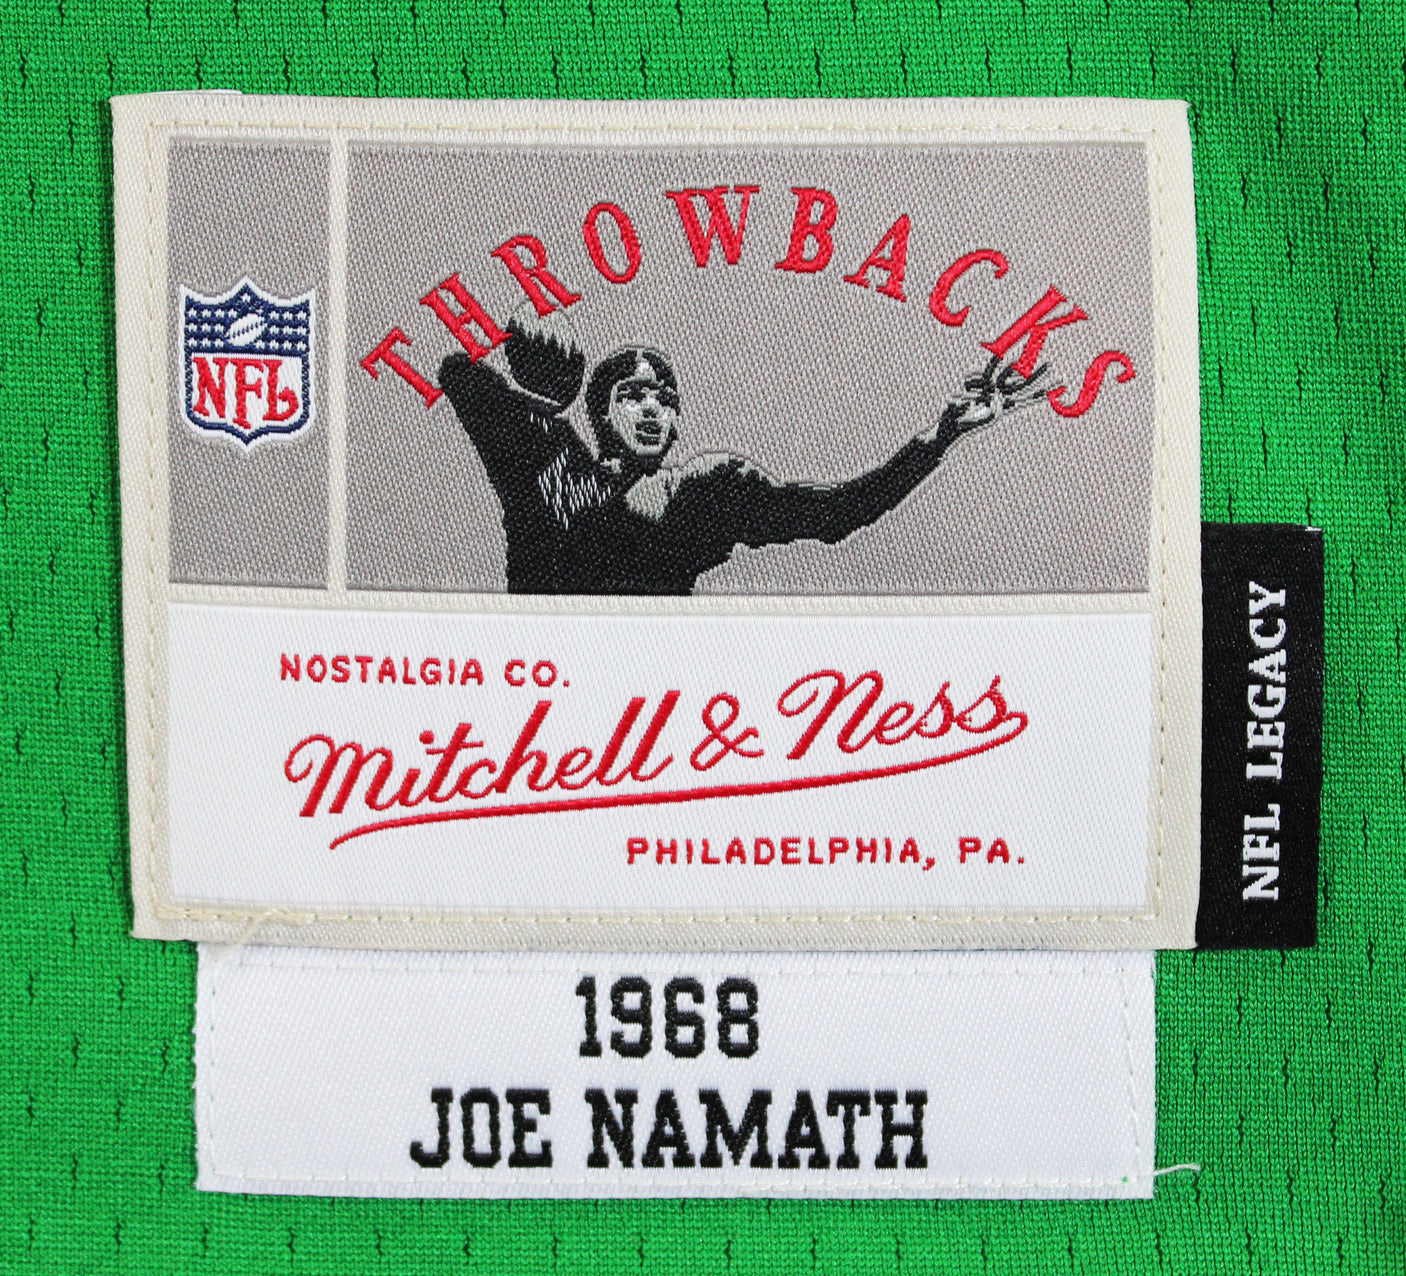 THROWBACKS
NFL
NOSTALGIA CO.
Mitchell & Ness
PHILADELPHIA, PA.
NFL LEGACY
1968
JOE NAMATH